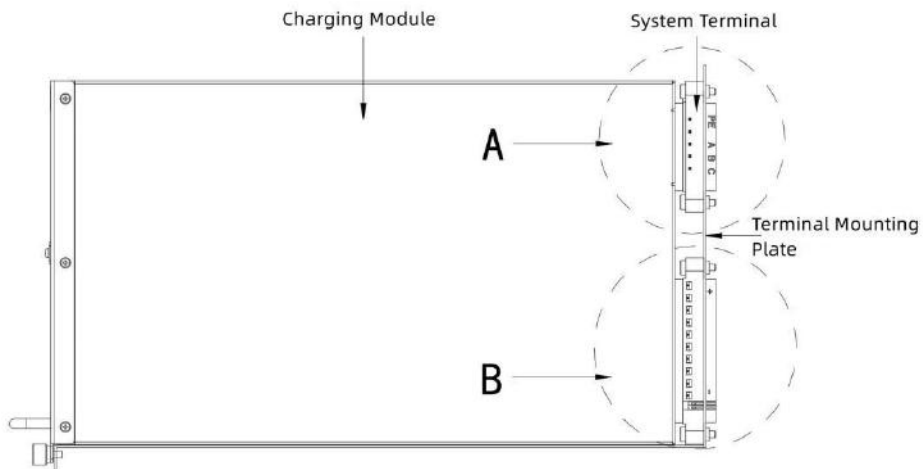 Charging Module
System Terminal
PE A B C
A
Terminal Mounting
Plate
+
B
-